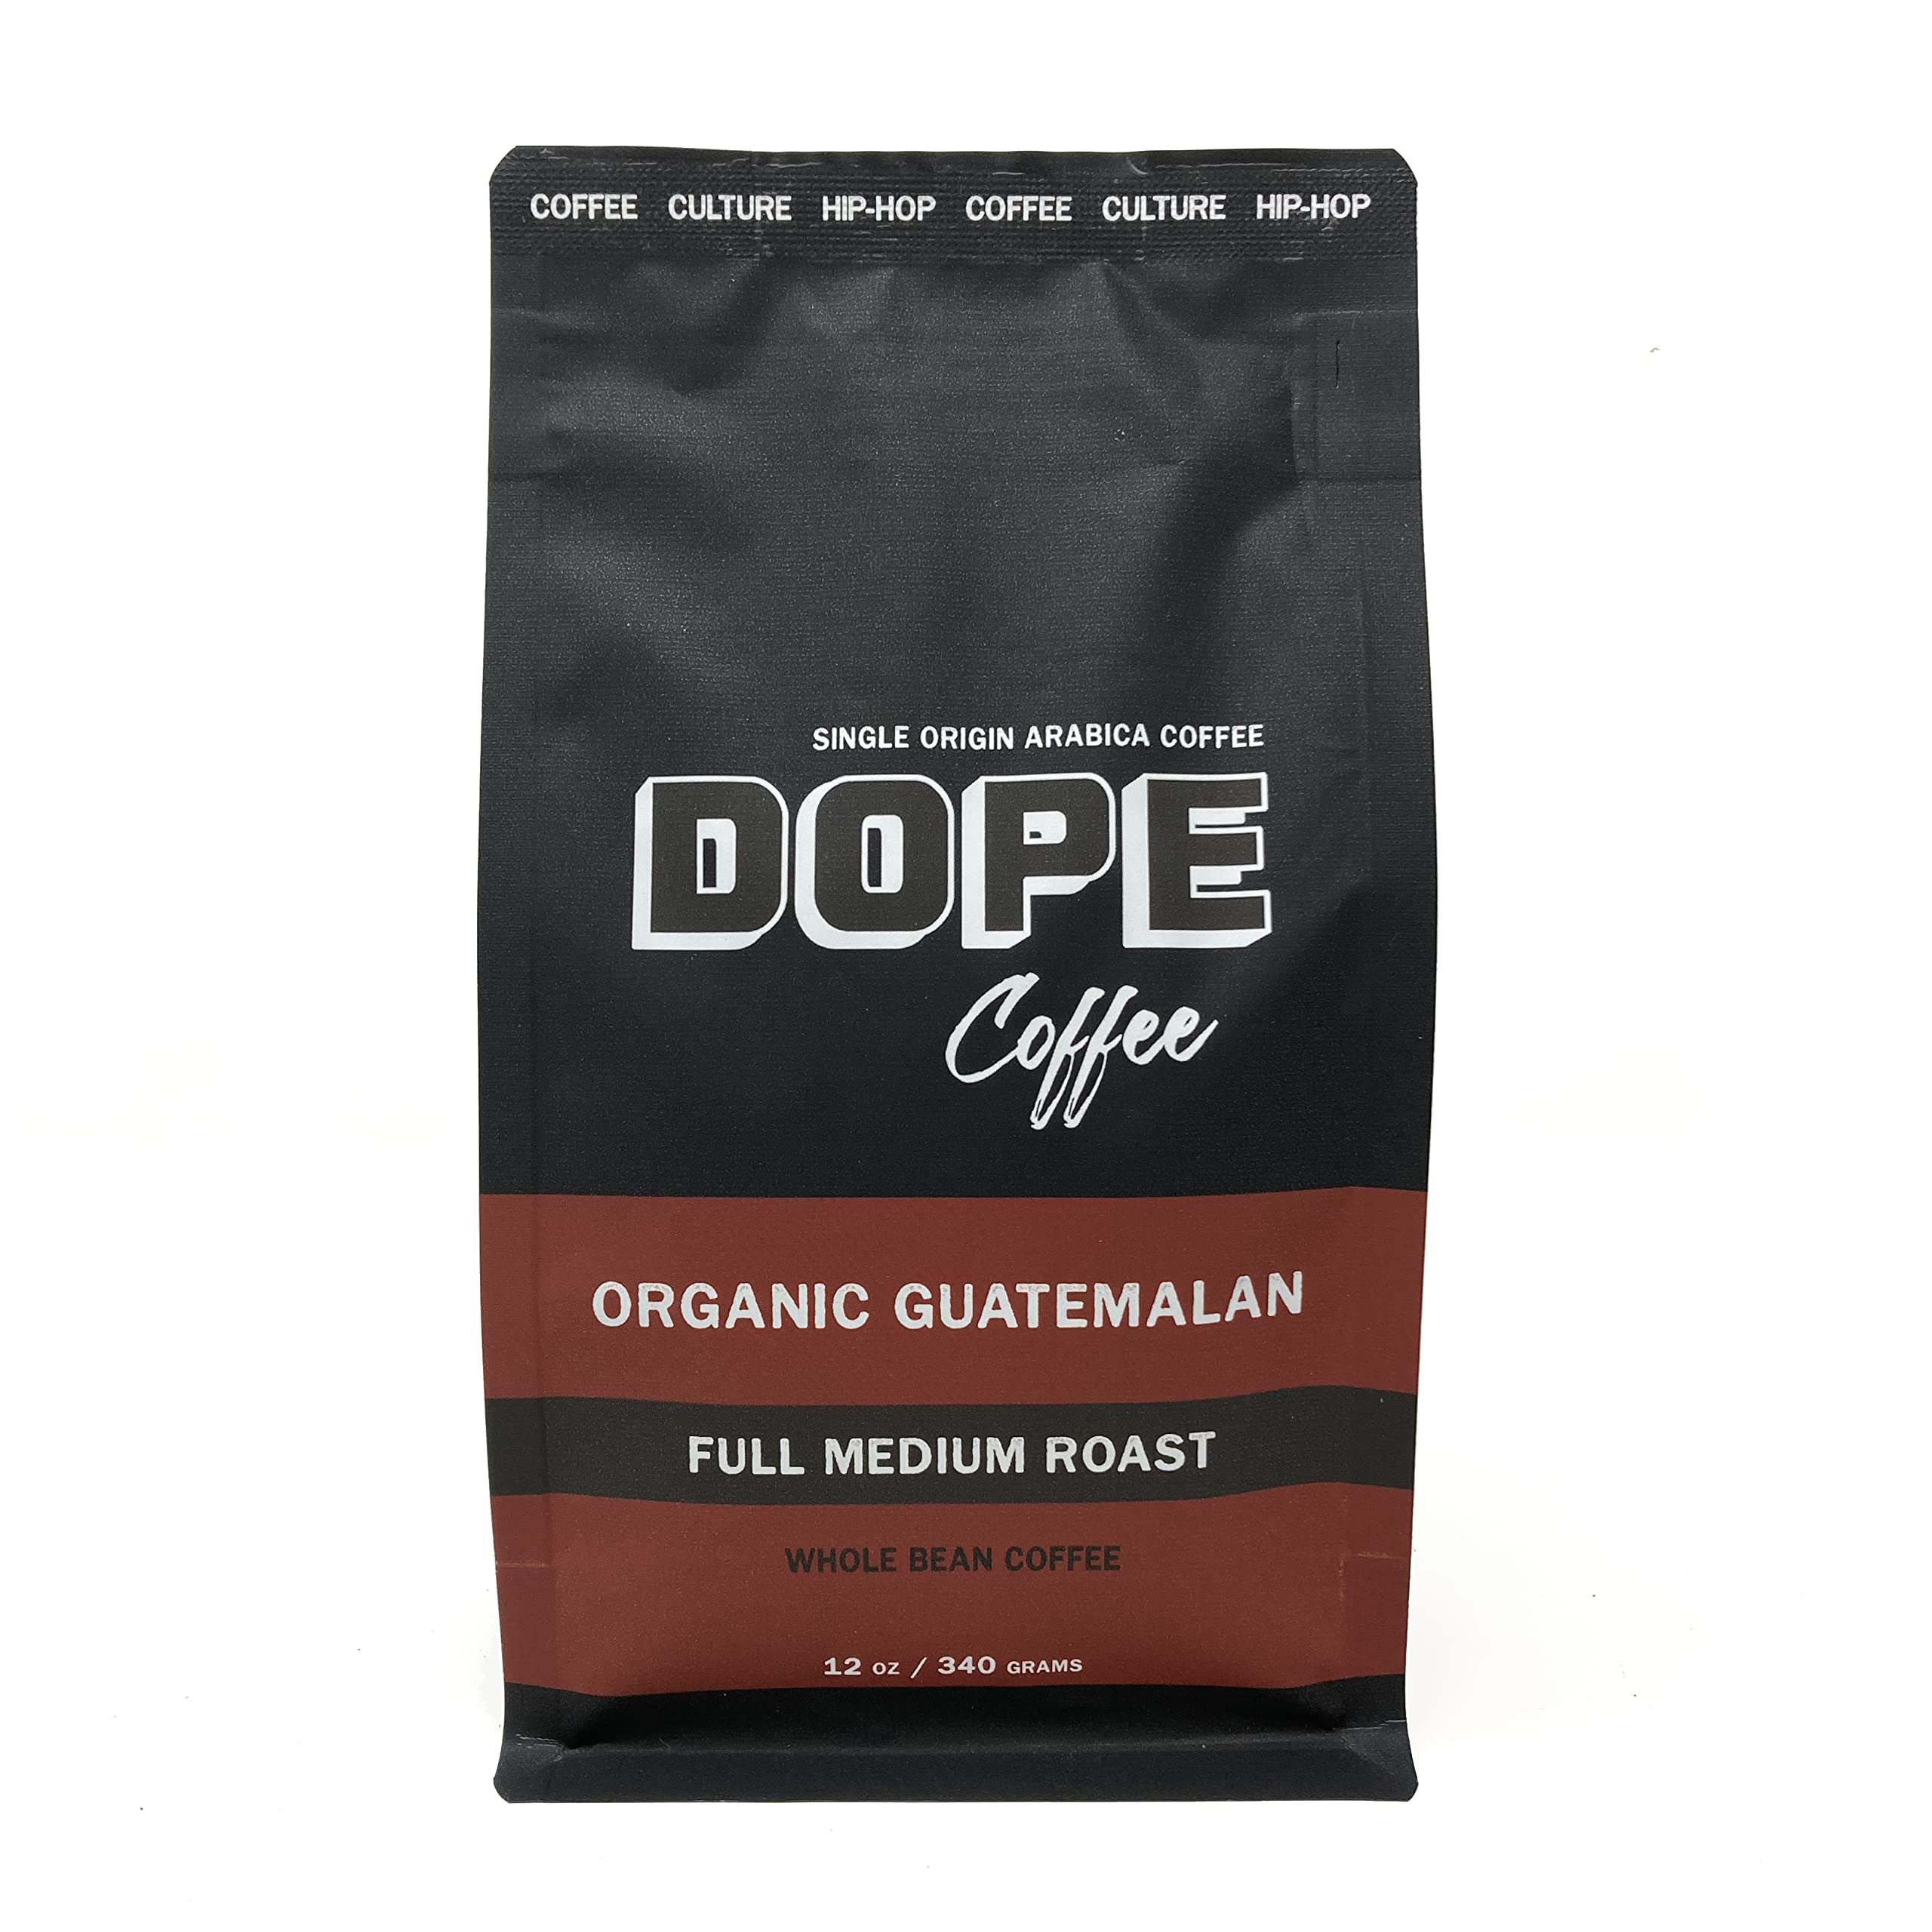 COFFEE CULTURE HIP-HOP COFFEE CULTURE HIP-HOP
SINGLE ORIGIN ARABICA COFFEE
DOPE
Coffee
ORGANIC GUATEMALAN
FULL MEDIUM ROAST
WHOLE BEAN COFFEE
12 OZ / 340 GRAMS